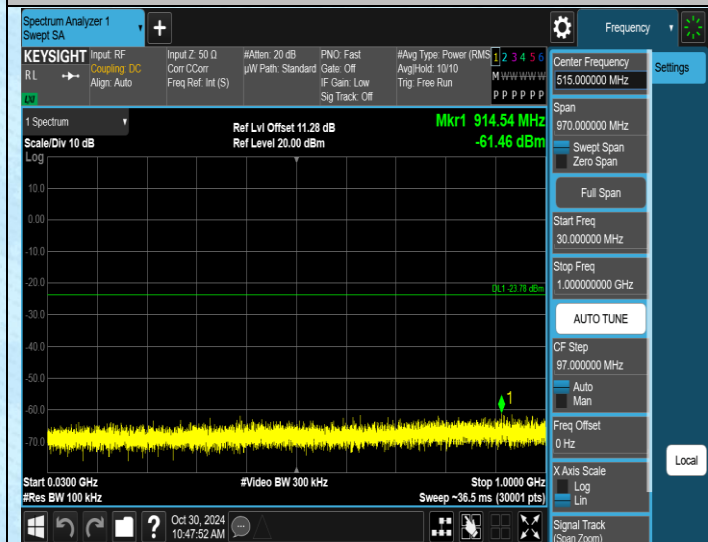 Spectrum Analyzer 1
Swept SA
+
Frequency
KEYSIGHT
R L
Input: RF
Coupling: DC
Align: Auto
Input Z: 50 Ω
Corr CCorr
Freq Ref: Int (S)
#Atten: 20 dB
µW Path: Standard
PNO: Fast
Gate: Off
IF Gain: Low
Sig Track: Off
#Avg Type: Power (RMS
Avg|Hold: 10/10
Trig: Free Run
1 2 3 4 5 6
M W W W W W
P P P P P P
1 Spectrum
Scale/Div 10 dB
Log
Ref Lvl Offset 11.28 dB
Ref Level 20.00 dBm
Mkr1 914.54 MHz
-61.46 dBm
10.0
0.00
-10.0
-20.0
DL1 -23.78 dBm
-30.0
-40.0
-50.0
-60.0
1
-70.0
Start 0.0300 GHz
#Res BW 100 kHz
#Video BW 300 kHz
Stop 1.0000 GHz
Sweep ~36.5 ms (30001 pts)
?
Oct 30, 2024
10:47:52 AM
Center Frequency
515.000000 MHz
Span
970.000000 MHz
Swept Span
Zero Span
Full Span
Start Freq
30.000000 MHz
Stop Freq
1.000000000 GHz
AUTO TUNE
CF Step
97.000000 MHz
Auto
Man
Freq Offset
0 Hz
X Axis Scale
Log
Lin
Signal Track
(Span Zoom)
Settings
Local